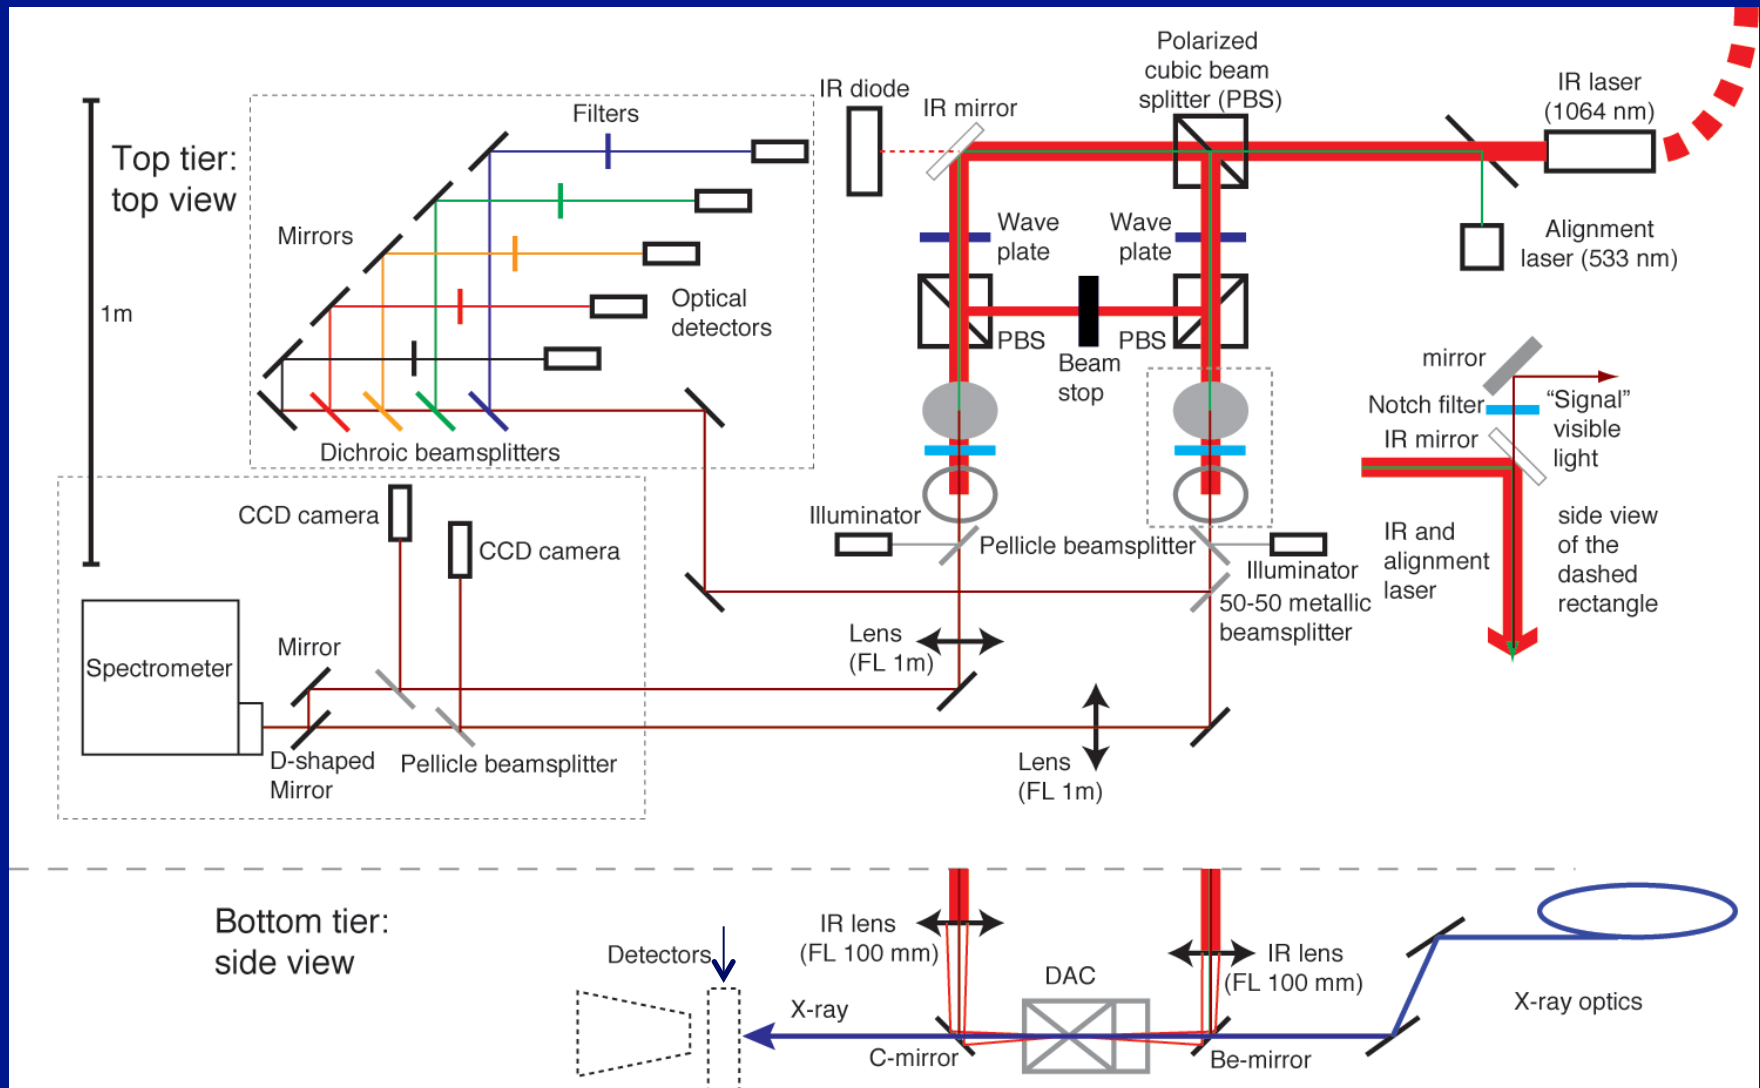 Top tier:
top view
1m
Filters
Mirrors
Optical
detectors
Dichroic beamsplitters
IR diode
IR mirror
Polarized
cubic beam
splitter (PBS)
IR laser
(1064 nm)
Wave
plate
Wave
plate
Alignment
laser (533 nm)
PBS
PBS
Beam
stop
mirror
Notch filter
"Signal"
visible
light
IR mirror
IR and
alignment
laser
side view
of the
dashed
rectangle
CCD camera
CCD camera
Illuminator
Pellicle beamsplitter
Illuminator
50-50 metallic
beamsplitter
Lens
(FL 1m)
Mirror
Spectrometer
D-shaped
Mirror
Pellicle beamsplitter
Lens
(FL 1m)
Bottom tier:
side view
Detectors
IR lens
(FL 100 mm)
IR lens
(FL 100 mm)
DAC
X-ray
C-mirror
Be-mirror
X-ray optics